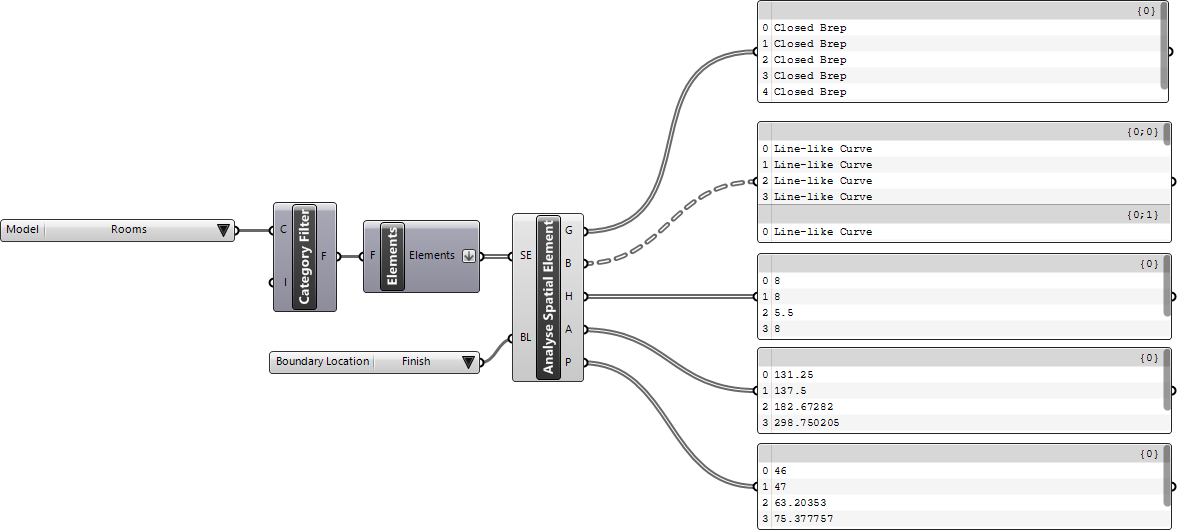 Model Rooms
C
I
Category Filter
F
F
Elements
Elements
Boundary Location Finish
SE
BL
Analyse Spatial Element
G
B
H
A
P
{0}
0 Closed Brep
1 Closed Brep
2 Closed Brep
3 Closed Brep
4 Closed Brep
{0;0}
0 Line-like Curve
1 Line-like Curve
2 Line-like Curve
3 Line-like Curve
{0;1}
0 Line-like Curve
{0}
0 8
1 8
2 5.5
3 8
{0}
0 131.25
1 137.5
2 182.67282
3 298.750205
{0}
0 46
1 47
2 63.20353
3 75.377757